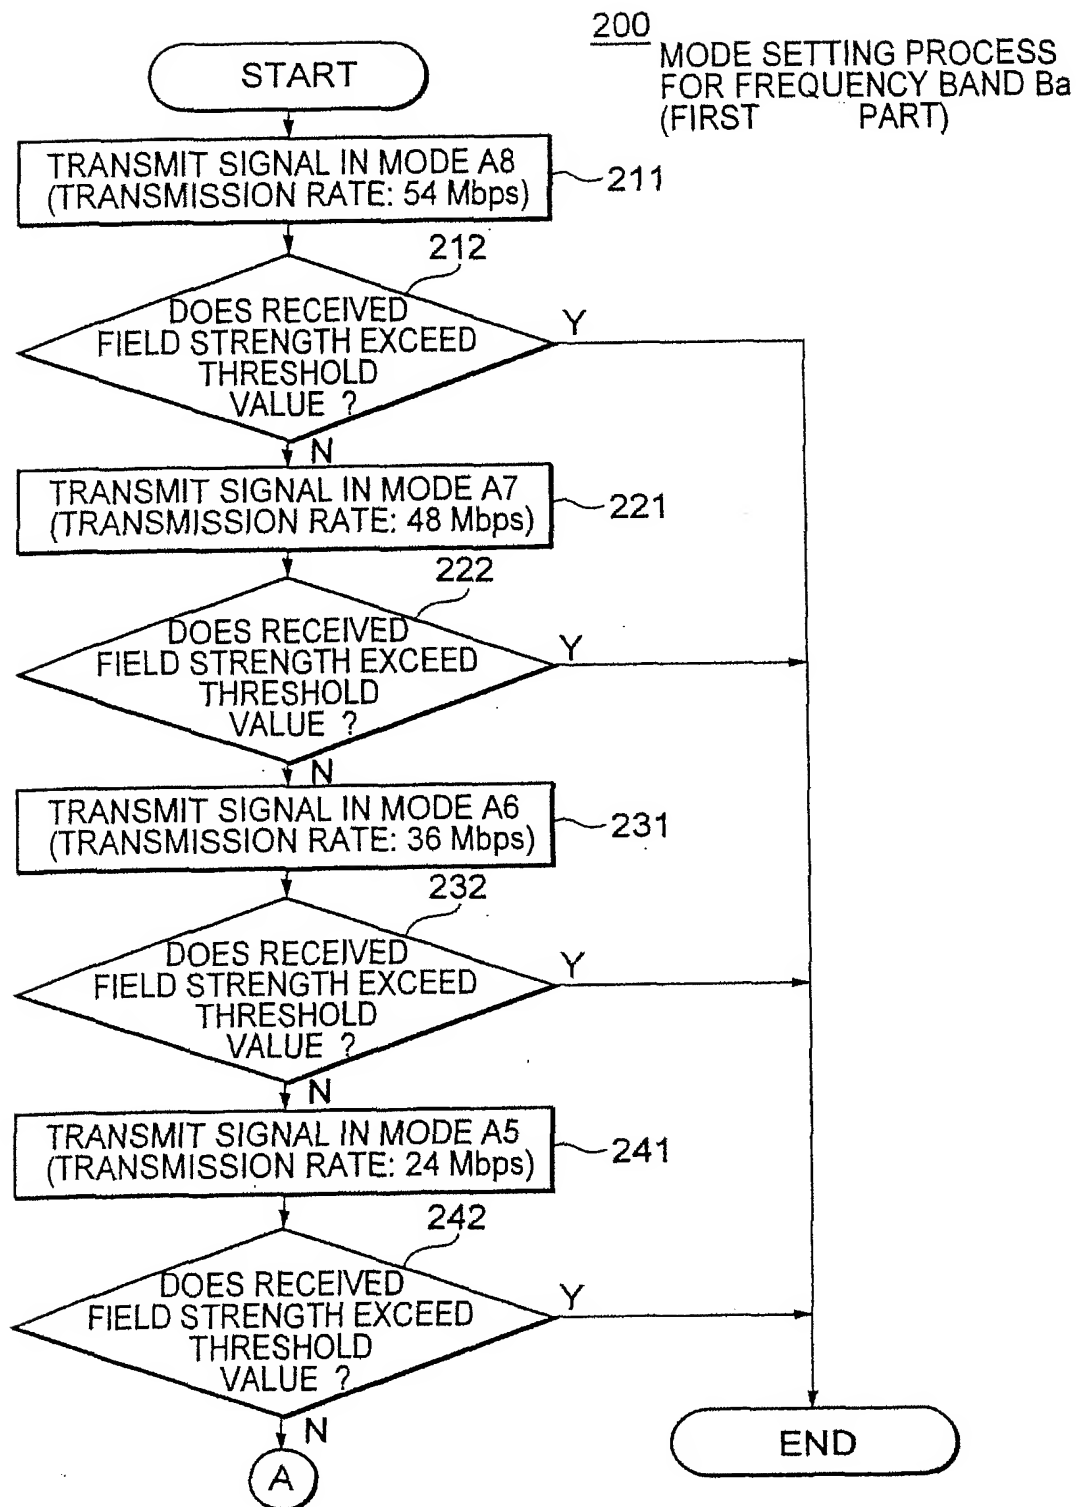 200
MODE SETTING PROCESS
FOR FREQUENCY BAND Ba
(FIRST PART)
START
TRANSMIT SIGNAL IN MODE A8
(TRANSMISSION RATE: 54 Mbps)
211
212
DOES RECEIVED
FIELD STRENGTH EXCEED
THRESHOLD
VALUE ?
Y
N
TRANSMIT SIGNAL IN MODE A7
(TRANSMISSION RATE: 48 Mbps)
221
222
DOES RECEIVED
FIELD STRENGTH EXCEED
THRESHOLD
VALUE ?
Y
N
TRANSMIT SIGNAL IN MODE A6
(TRANSMISSION RATE: 36 Mbps)
231
232
DOES RECEIVED
FIELD STRENGTH EXCEED
THRESHOLD
VALUE ?
Y
N
TRANSMIT SIGNAL IN MODE A5
(TRANSMISSION RATE: 24 Mbps)
241
242
DOES RECEIVED
FIELD STRENGTH EXCEED
THRESHOLD
VALUE ?
Y
N
A
END